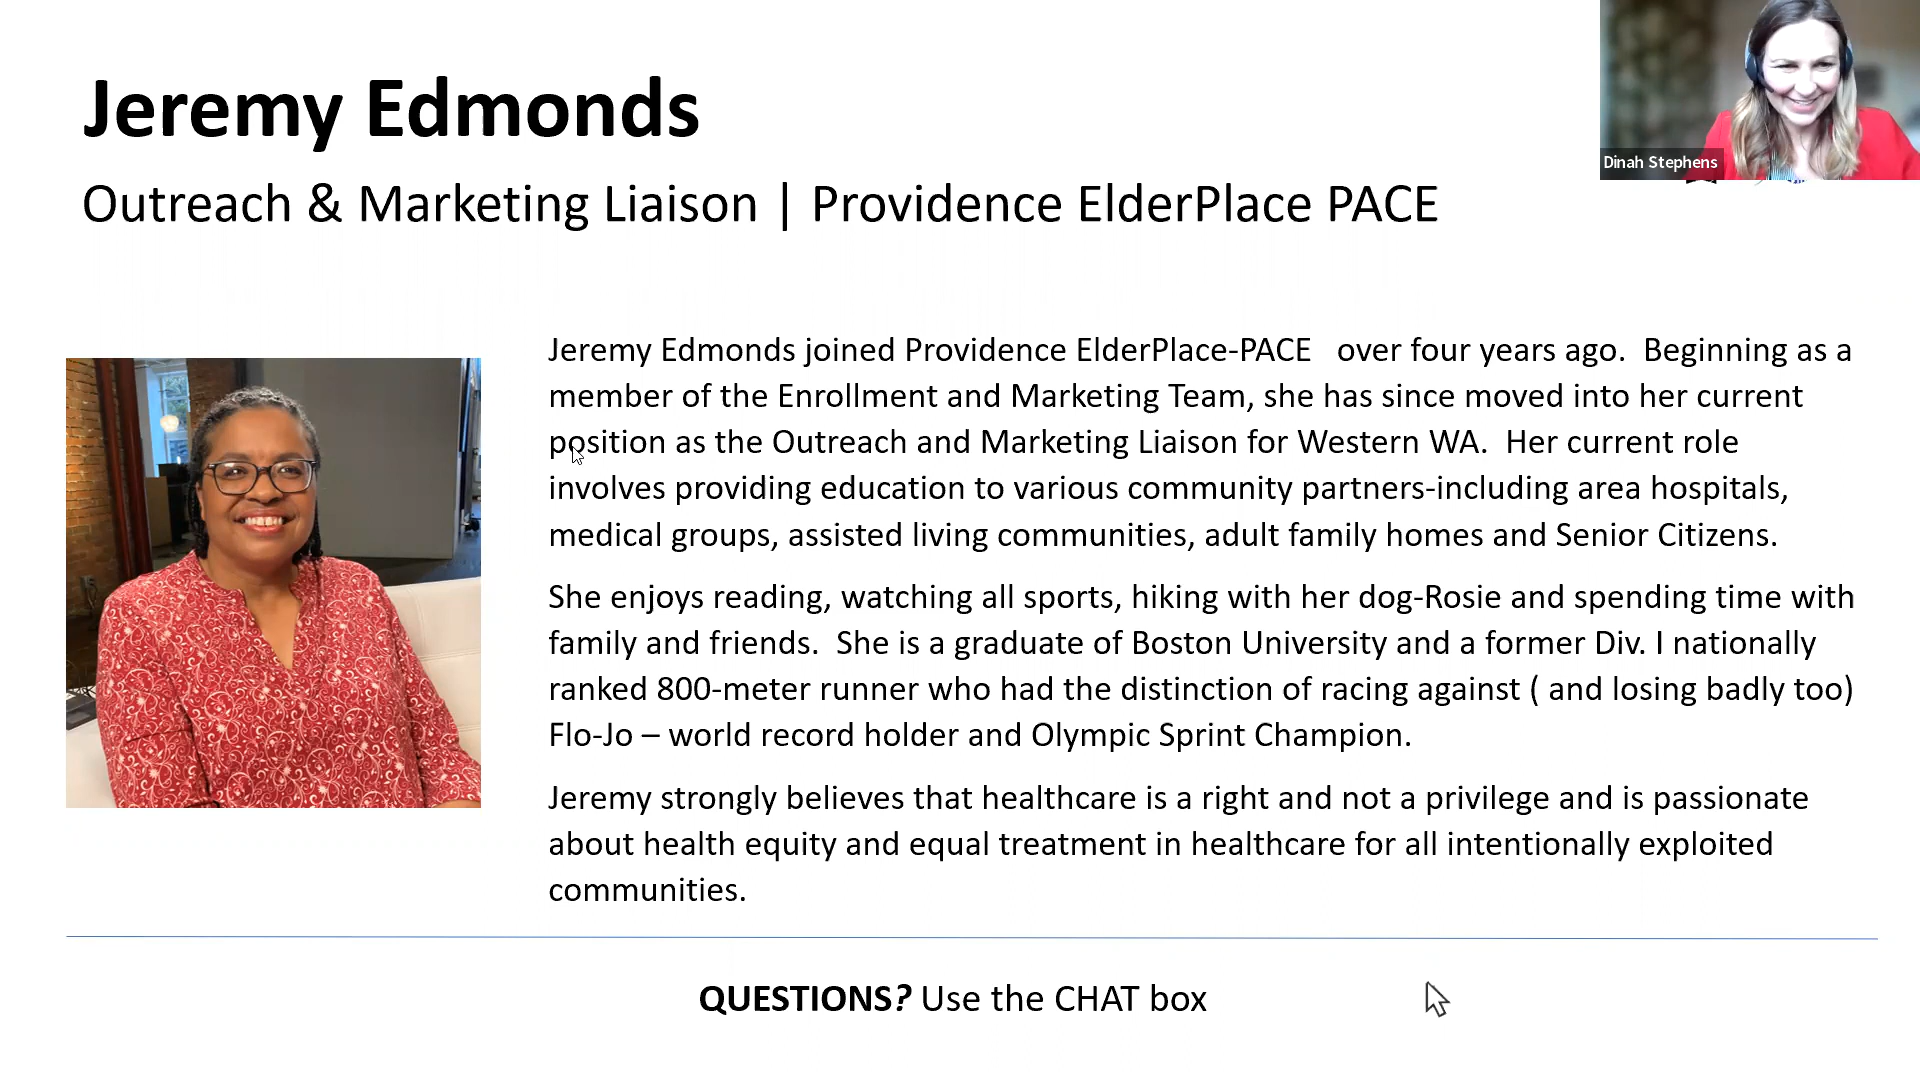 Jeremy Edmonds
Outreach & Marketing Liaison | Providence ElderPlace PACE
Dinah Stephens
Jeremy Edmonds joined Providence ElderPlace-PACE   over four years ago.  Beginning as a
member of the Enrollment and Marketing Team, she has since moved into her current
position as the Outreach and Marketing Liaison for Western WA.  Her current role
involves providing education to various community partners-including area hospitals,
medical groups, assisted living communities, adult family homes and Senior Citizens.
She enjoys reading, watching all sports, hiking with her dog-Rosie and spending time with
family and friends.  She is a graduate of Boston University and a former Div. I nationally
ranked 800-meter runner who had the distinction of racing against ( and losing badly too)
Flo-Jo – world record holder and Olympic Sprint Champion.
Jeremy strongly believes that healthcare is a right and not a privilege and is passionate
about health equity and equal treatment in healthcare for all intentionally exploited
communities.
QUESTIONS? Use the CHAT box